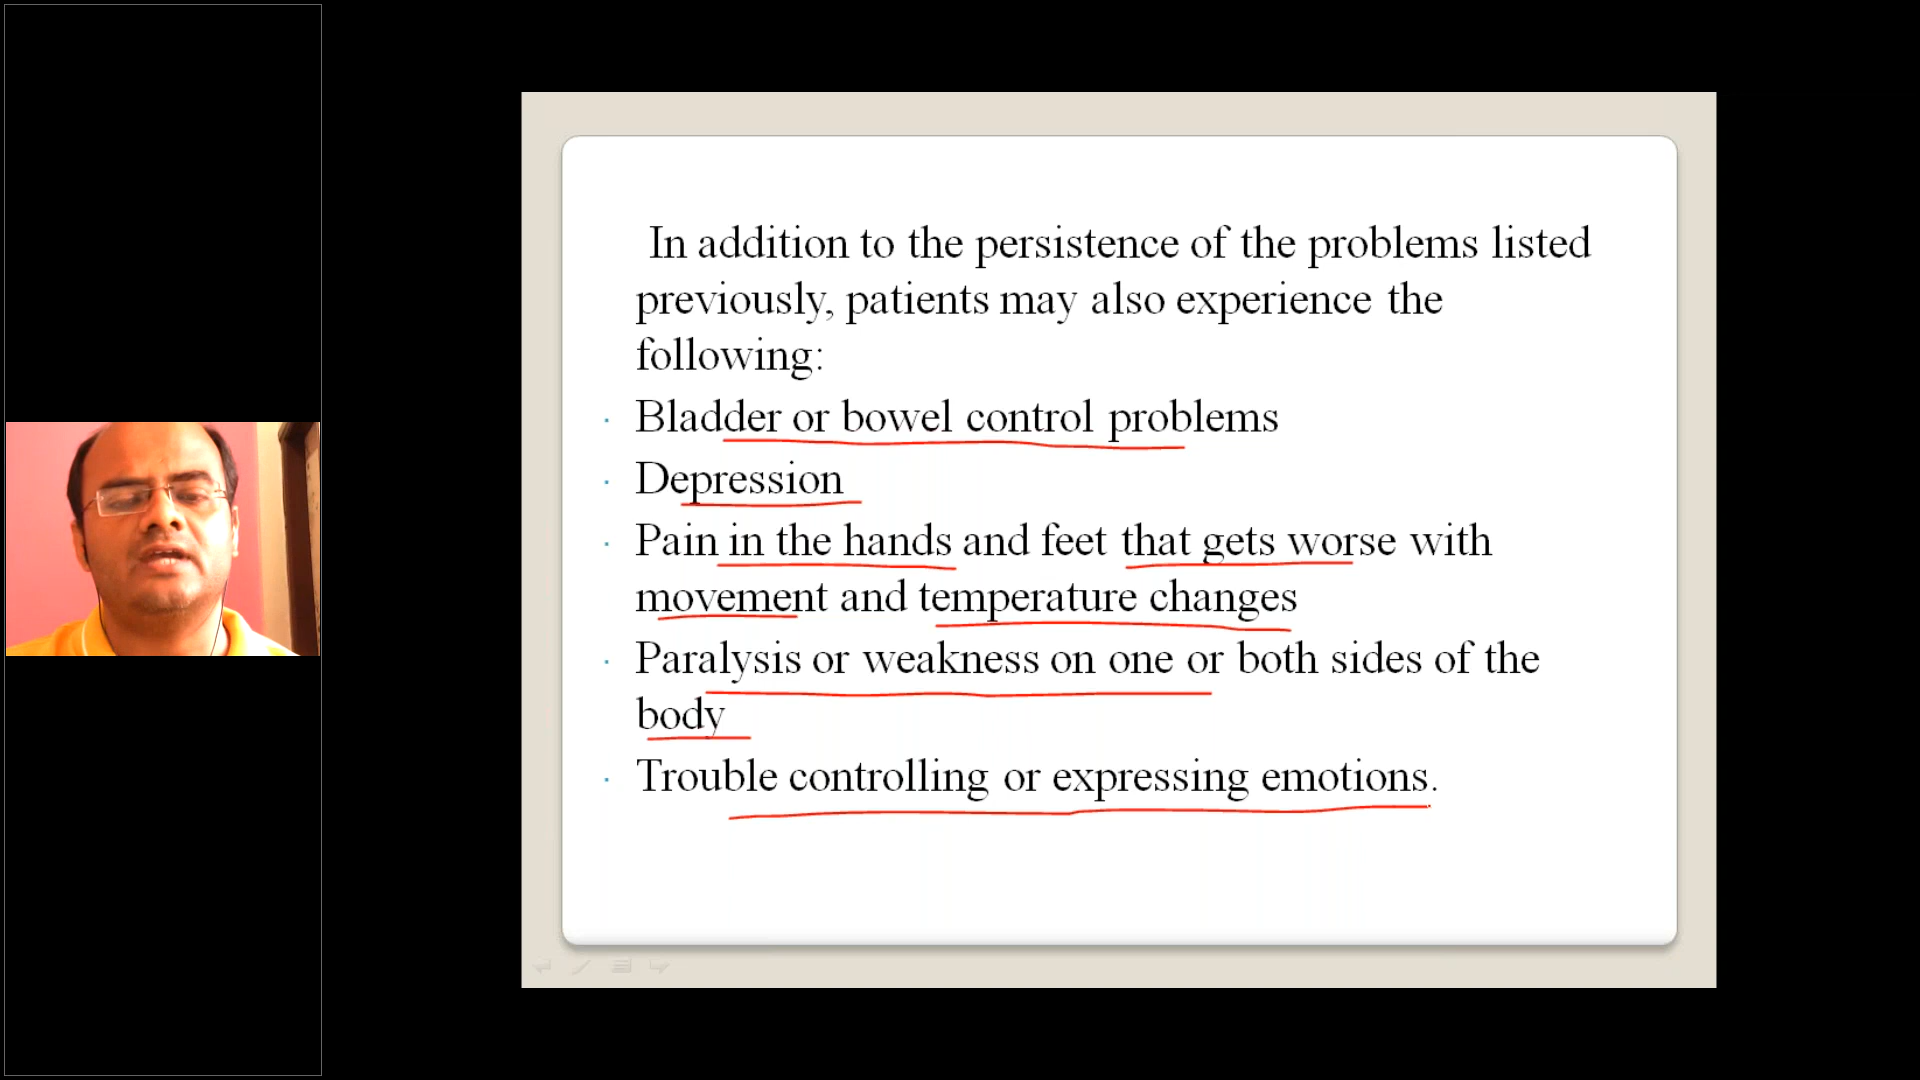 In addition to the persistence of the problems listed
previously, patients may also experience the
following:
· Bladder or bowel control problems
· Depression
· Pain in the hands and feet that gets worse with
movement and temperature changes
· Paralysis or weakness on one or both sides of the
body
· Trouble controlling or expressing emotions.